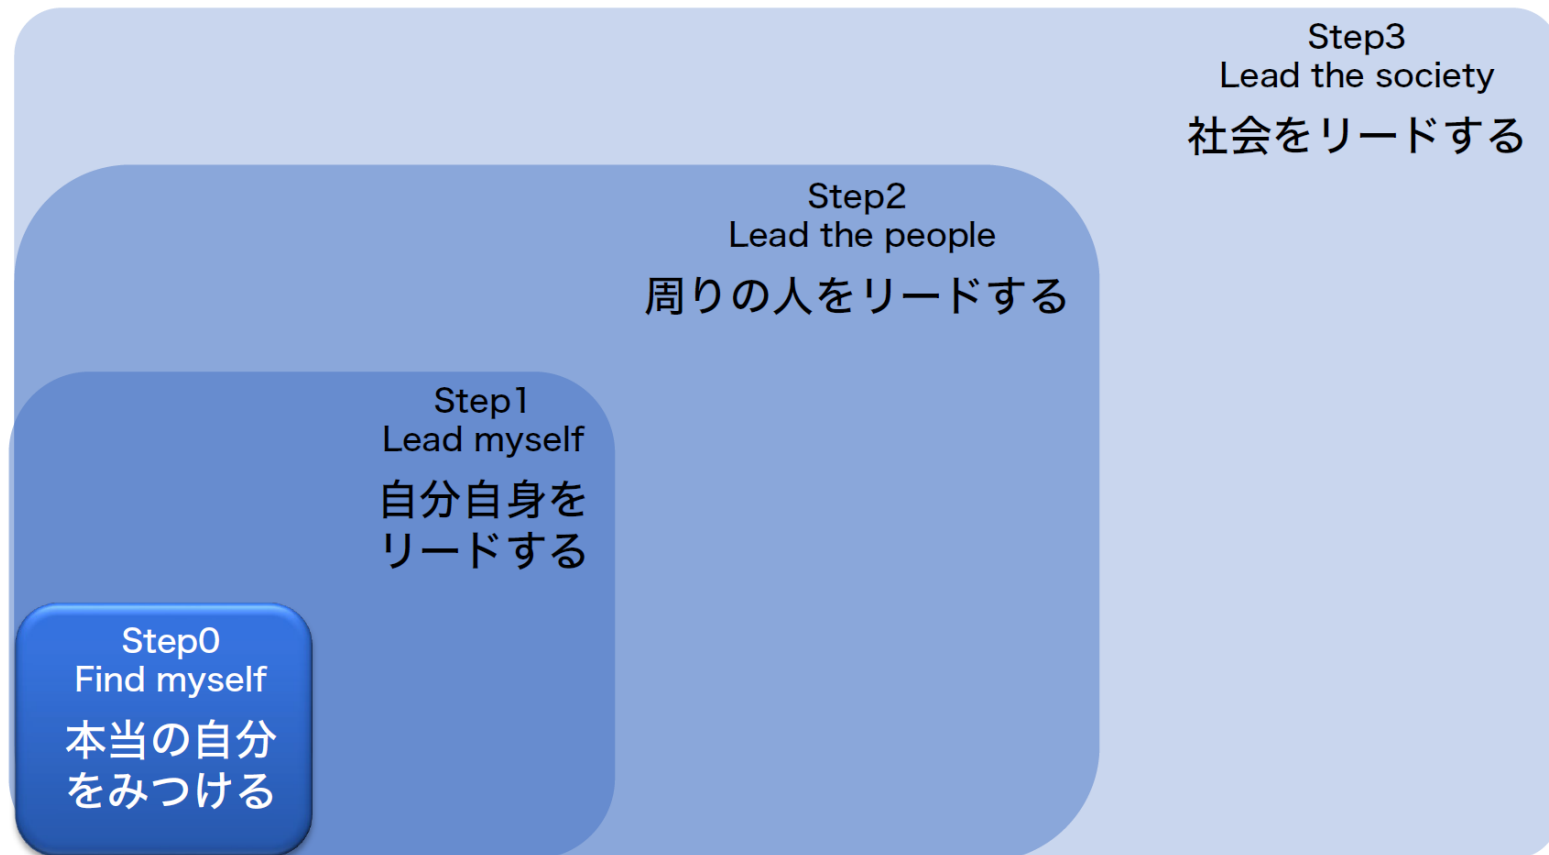 Step3
Lead the society
社会をリードする
Step2
Lead the people
周りの人をリードする
Step1
Lead myself
自分自身を
リードする
Step0
Find myself
本当の自分
をみつける